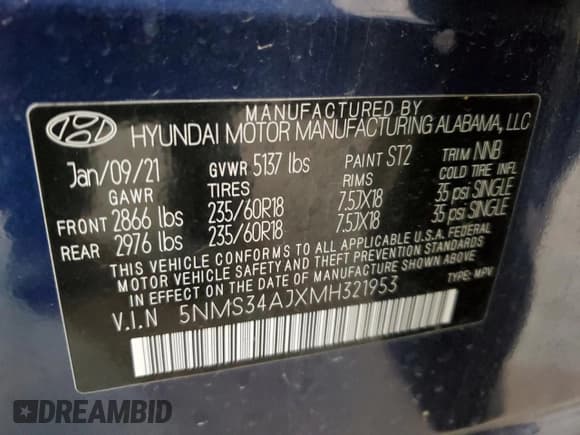 MANUFACTURED BY
HYUNDAI MOTOR MANUFACTURING ALABAMA, LLC
Jan/09/21 GVWR 5137 lbs PAINT ST2 TRIM NNB
GAWR TIRES RIMS COLD TIRE INFL
FRONT 2866 lbs 235/60R18 7.5JX18 35 psi SINGLE
REAR 2976 lbs 235/60R18 7.5JX18 35 psi SINGLE
THIS VEHICLE CONFORMS TO ALL APPLICABLE U.S.A. FEDERAL
MOTOR VEHICLE SAFETY AND THEFT PREVENTION STANDARDS
IN EFFECT ON THE DATE OF MANUFACTURE SHOWN ABOVE.
V.I.N 5NMS34AJXMH321953 TYPE: MPV
DREAMBID